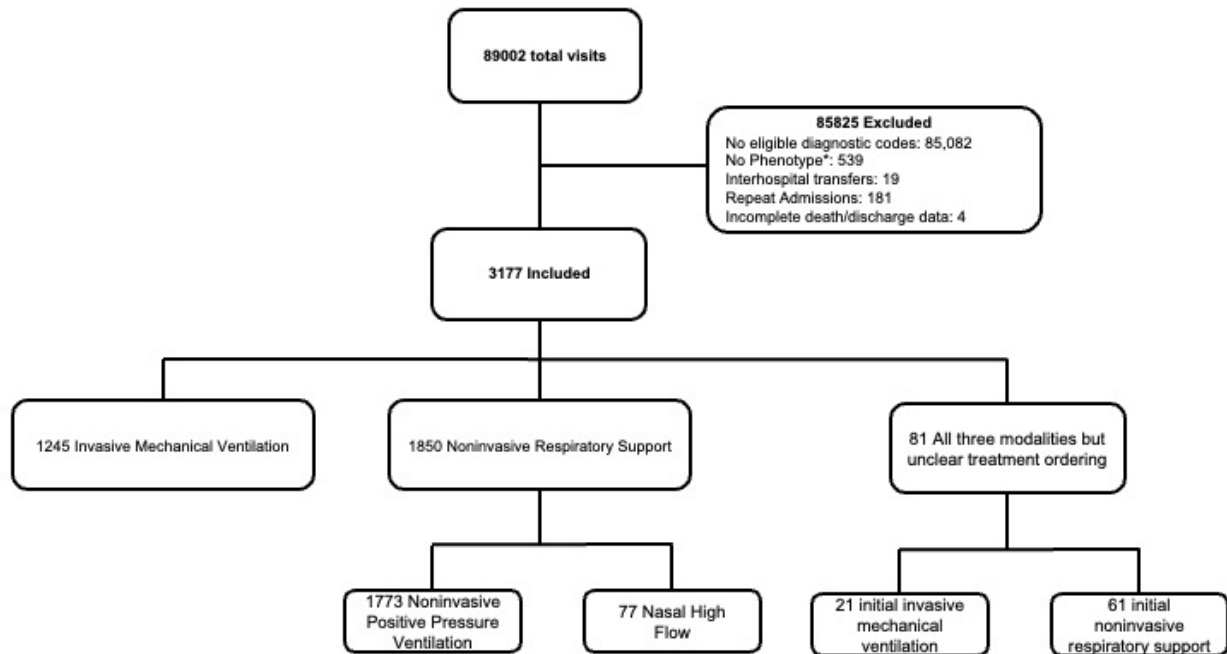 89002 total visits
85825 Excluded
No eligible diagnostic codes: 85,082
No Phenotype*: 539
Interhospital transfers: 19
Repeat Admissions: 181
Incomplete death/discharge data: 4
3177 Included
1245 Invasive Mechanical Ventilation
1850 Noninvasive Respiratory Support
81 All three modalities but
unclear treatment ordering
1773 Noninvasive
Positive Pressure
Ventilation
77 Nasal High
Flow
21 initial invasive
mechanical
ventilation
61 initial
noninvasive
respiratory support